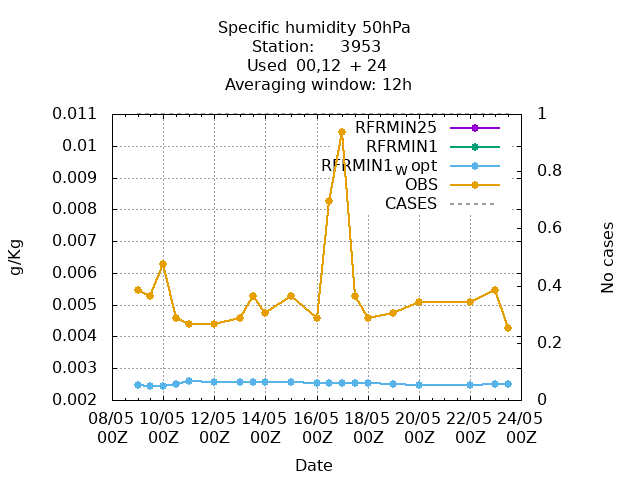 Specific humidity 50hPa
Station: 3953
Used 00,12 + 24
Averaging window: 12h
0.011
0.01
0.009
0.008
0.007
0.006
0.005
0.004
0.003
0.002
1
0.8
0.6
0.4
0.2
0
RFRMIN25
RFRMIN1
RFRMIN1w opt
OBS
CASES
g/Kg
No cases
08/05 10/05 12/05 14/05 16/05 18/05 20/05 22/05 24/05
00Z 00Z 00Z 00Z 00Z 00Z 00Z 00Z 00Z
Date